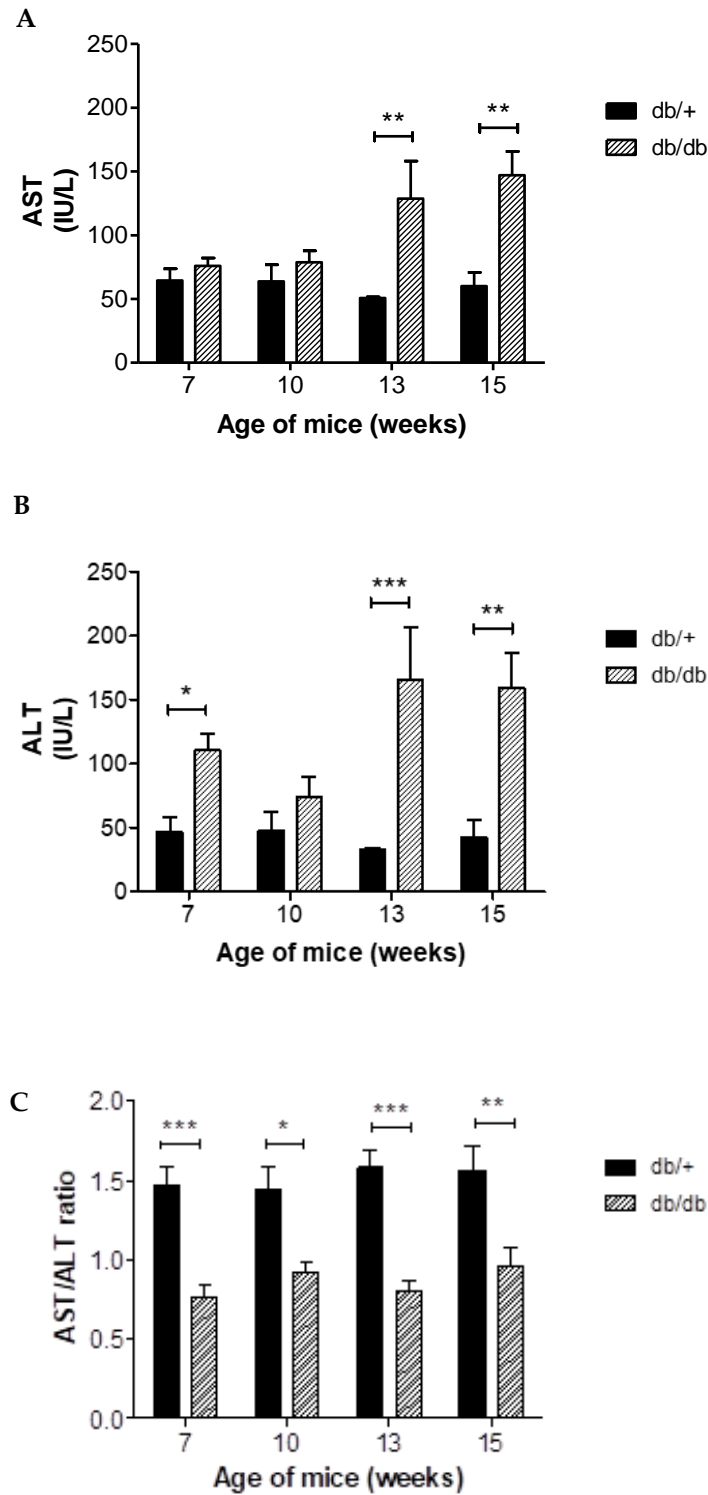 A
250
200
150
100
50
0
AST
(IU/L)
**
**
db/+
db/db
7 10 13 15
Age of mice (weeks)
B
250
200
150
100
50
0
ALT
(IU/L)
*
***
**
db/+
db/db
7 10 13 15
Age of mice (weeks)
C
2.0
1.5
1.0
0.5
0.0
AST/ALT ratio
***
*
***
**
db/+
db/db
7 10 13 15
Age of mice (weeks)